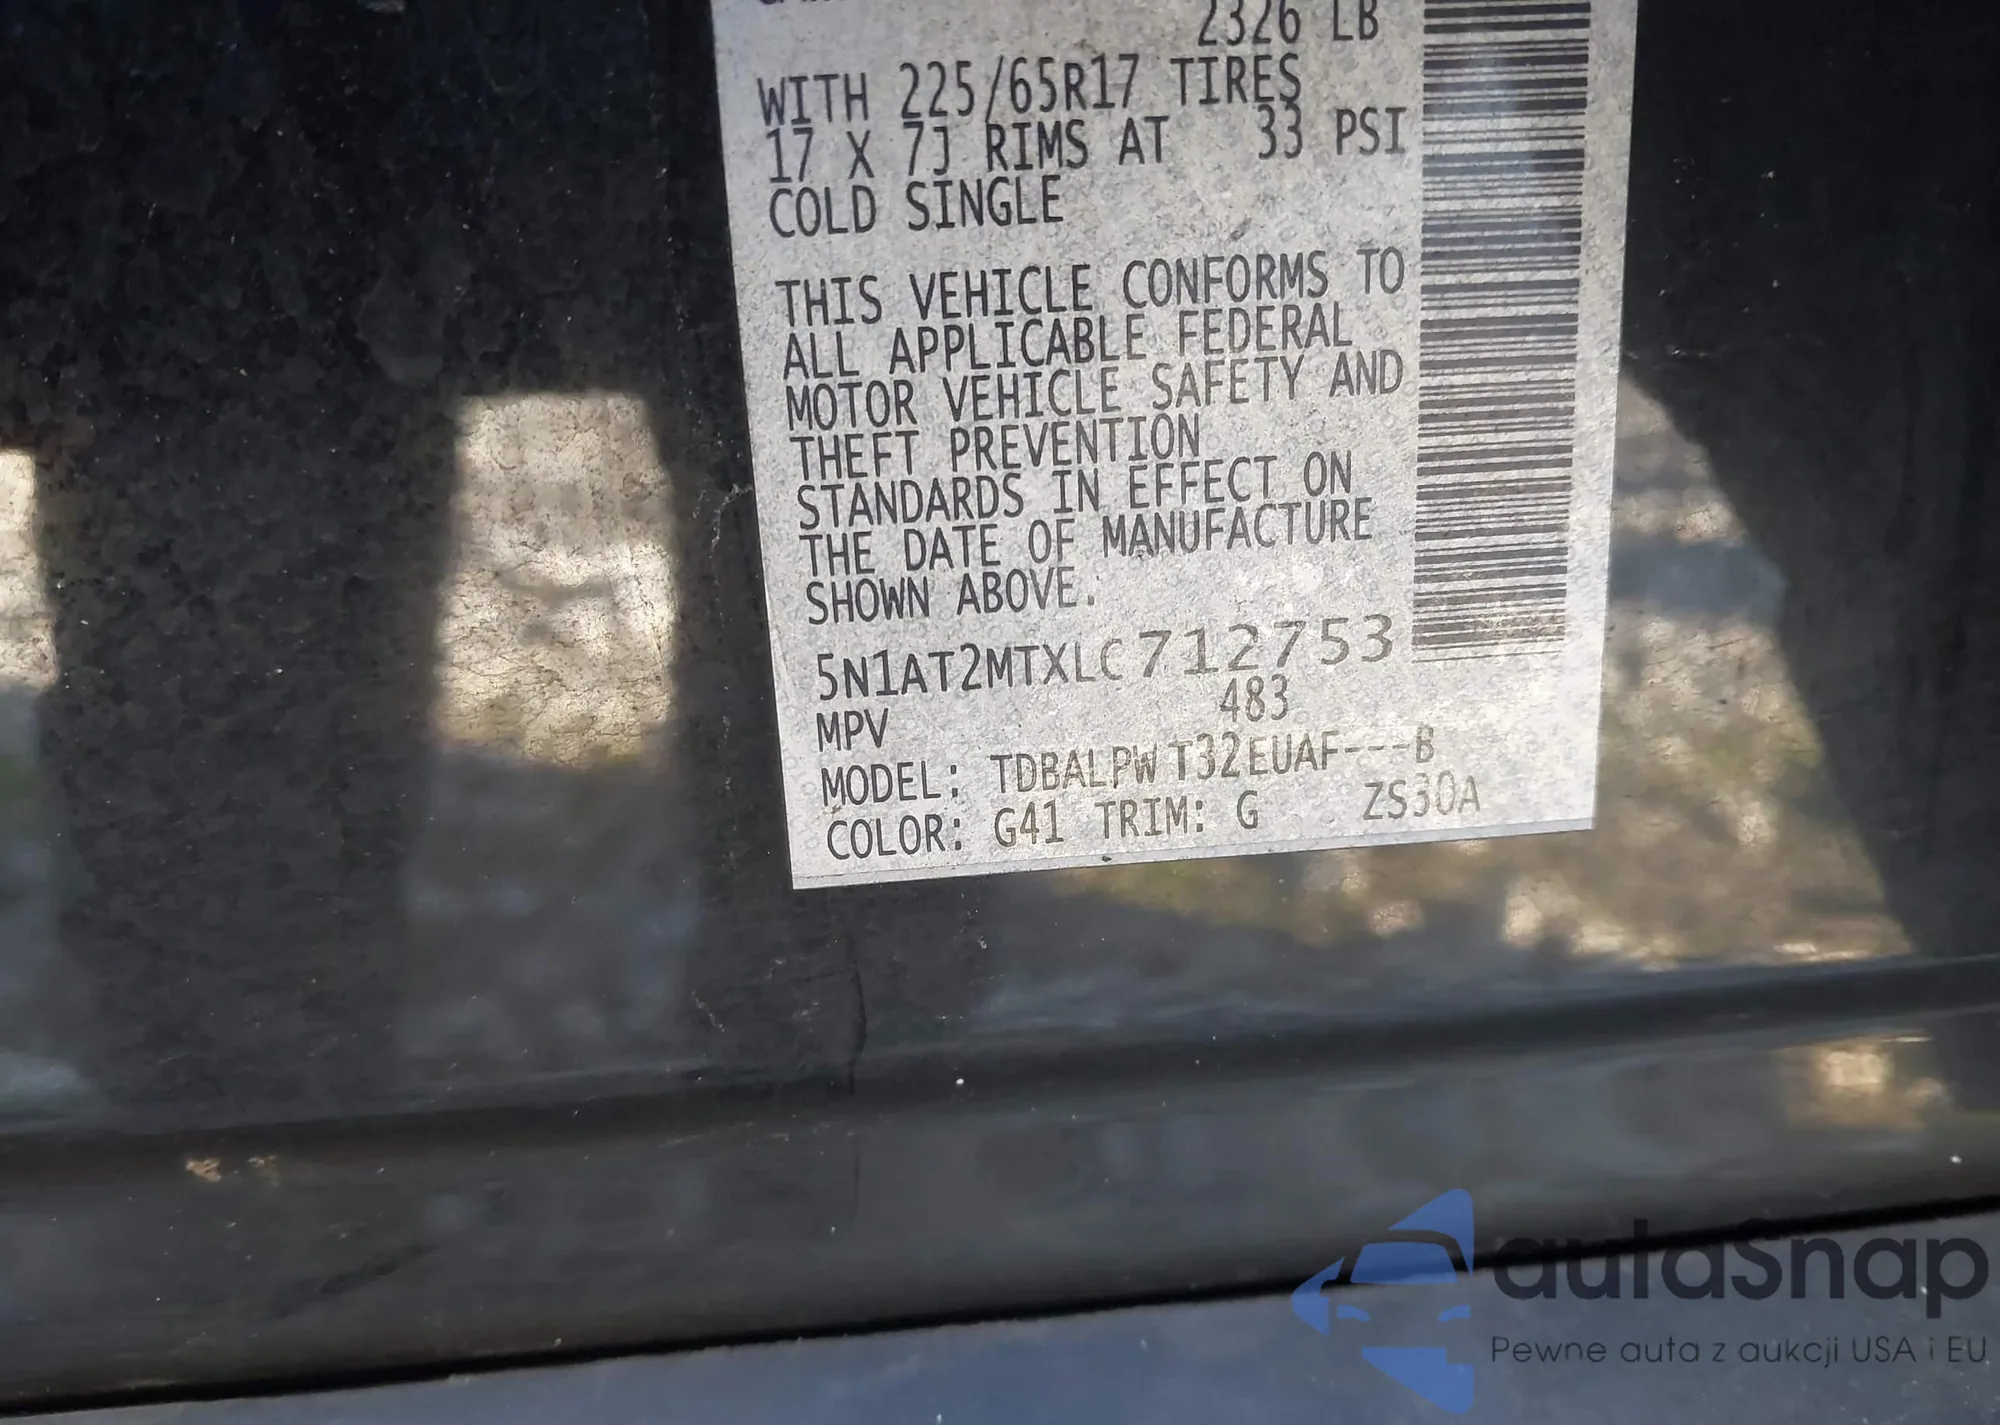 2326 LB
WITH 225/65R17 TIRES
17 X 7J RIMS AT 33 PSI
COLD SINGLE
THIS VEHICLE CONFORMS TO
ALL APPLICABLE FEDERAL
MOTOR VEHICLE SAFETY AND
THEFT PREVENTION
STANDARDS IN EFFECT ON
THE DATE OF MANUFACTURE
SHOWN ABOVE.
5N1AT2MTXLC712753
MPV 483
MODEL: TDBALPWT32EUAF---B
COLOR: G41 TRIM: G ZS30A
autaSnap
Pewne auta z aukcji USA i EU